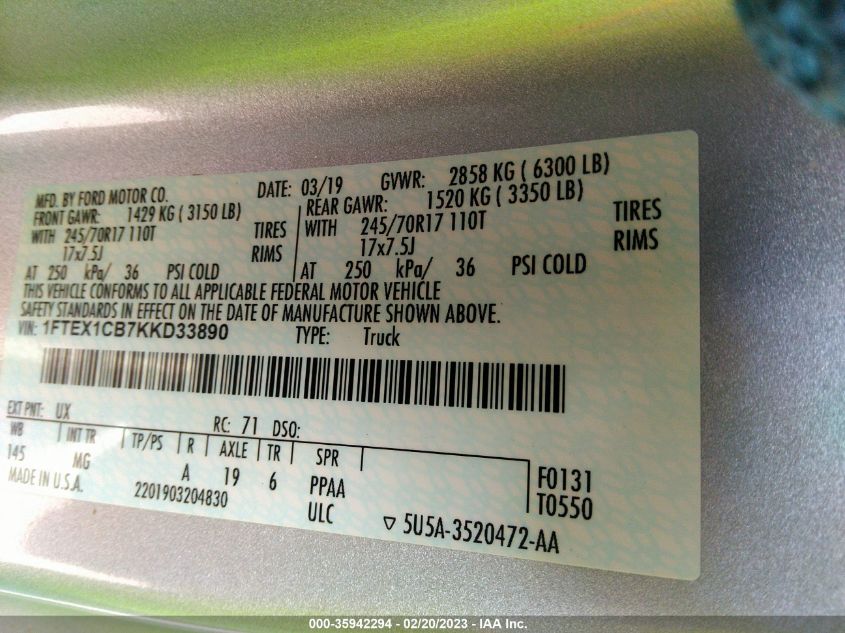 MFD. BY FORD MOTOR CO. DATE: 03/19 GVWR: 2858 KG ( 6300 LB)
FRONT GAWR: 1429 KG ( 3150 LB) REAR GAWR: 1520 KG ( 3350 LB)
WITH 245/70R17 110T TIRES WITH 245/70R17 110T TIRES
17x7.5J RIMS 17x7.5J RIMS
AT 250 kPa/ 36 PSI COLD AT 250 kPa/ 36 PSI COLD
THIS VEHICLE CONFORMS TO ALL APPLICABLE FEDERAL MOTOR VEHICLE
SAFETY STANDARDS IN EFFECT ON THE DATE OF MANUFACTURE SHOWN ABOVE.
VIN: 1FTEX1CB7KKD33890 TYPE: Truck
EXT PNT: UX RC: 71 DSO:
WB INT TR TP/PS R AXLE TR SPR
145 MG A 19 6 PPAA F0131
MADE IN U.S.A. 2201903204830 ULC T0550
5U5A-3520472-AA
000-35942294 - 02/20/2023 - IAA Inc.